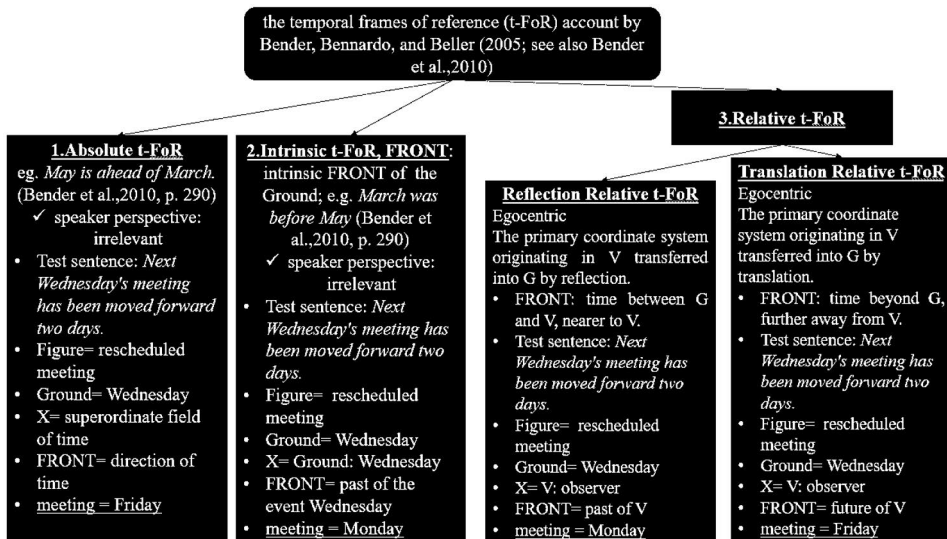 the temporal frames of reference (t-FoR) account by
Bender, Bennardo, and Beller (2005; see also Bender
et al.,2010)
1.Absolute t-FoR
eg. May is ahead of March.
(Bender et al.,2010, p. 290)
✓ speaker perspective:
irrelevant
• Test sentence: Next
Wednesday's meeting
has been moved forward
two days.
• Figure= rescheduled
meeting
• Ground= Wednesday
• X= superordinate field
of time
• FRONT= direction of
time
• meeting = Friday
2.Intrinsic t-FoR, FRONT:
intrinsic FRONT of the
Ground; e.g. March was
before May (Bender et
al.,2010, p. 290)
✓ speaker perspective:
irrelevant
• Test sentence: Next
Wednesday's meeting has
been moved forward two
days.
• Figure= rescheduled
meeting
• Ground= Wednesday
• X= Ground: Wednesday
• FRONT= past of the
event Wednesday
• meeting = Monday
3.Relative t-FoR
Reflection Relative t-FoR
Egocentric
The primary coordinate system
originating in V transferred
into G by reflection.
• FRONT: time between G
and V, nearer to V.
• Test sentence: Next
Wednesday's meeting has
been moved forward two
days.
• Figure= rescheduled
meeting
• Ground= Wednesday
• X= V: observer
• FRONT= past of V
• meeting = Monday
Translation Relative t-FoR
Egocentric
The primary coordinate
system originating in V
transferred into G by
translation.
• FRONT: time beyond G,
further away from V.
• Test sentence: Next
Wednesday's meeting has
been moved forward two
days.
• Figure= rescheduled
meeting
• Ground= Wednesday
• X= V: observer
• FRONT= future of V
• meeting = Friday